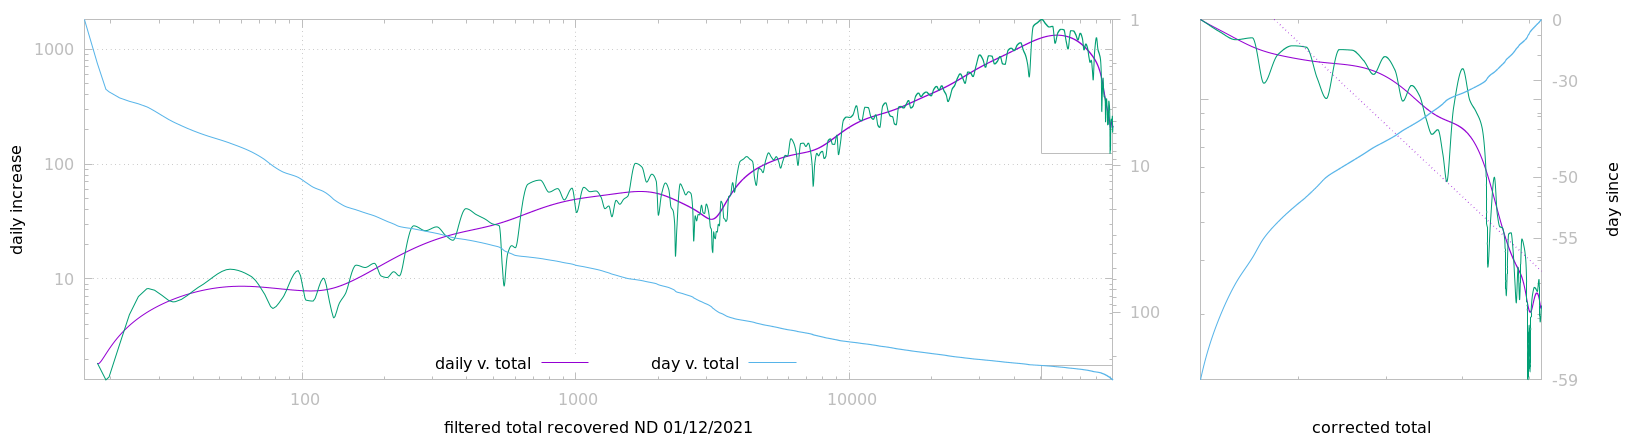 daily increase
1000
100
10
daily v. total
day v. total
100
1000
10000
filtered total recovered ND 01/12/2021
1
10
100
0
-30
-50
-55
-59
day since
corrected total